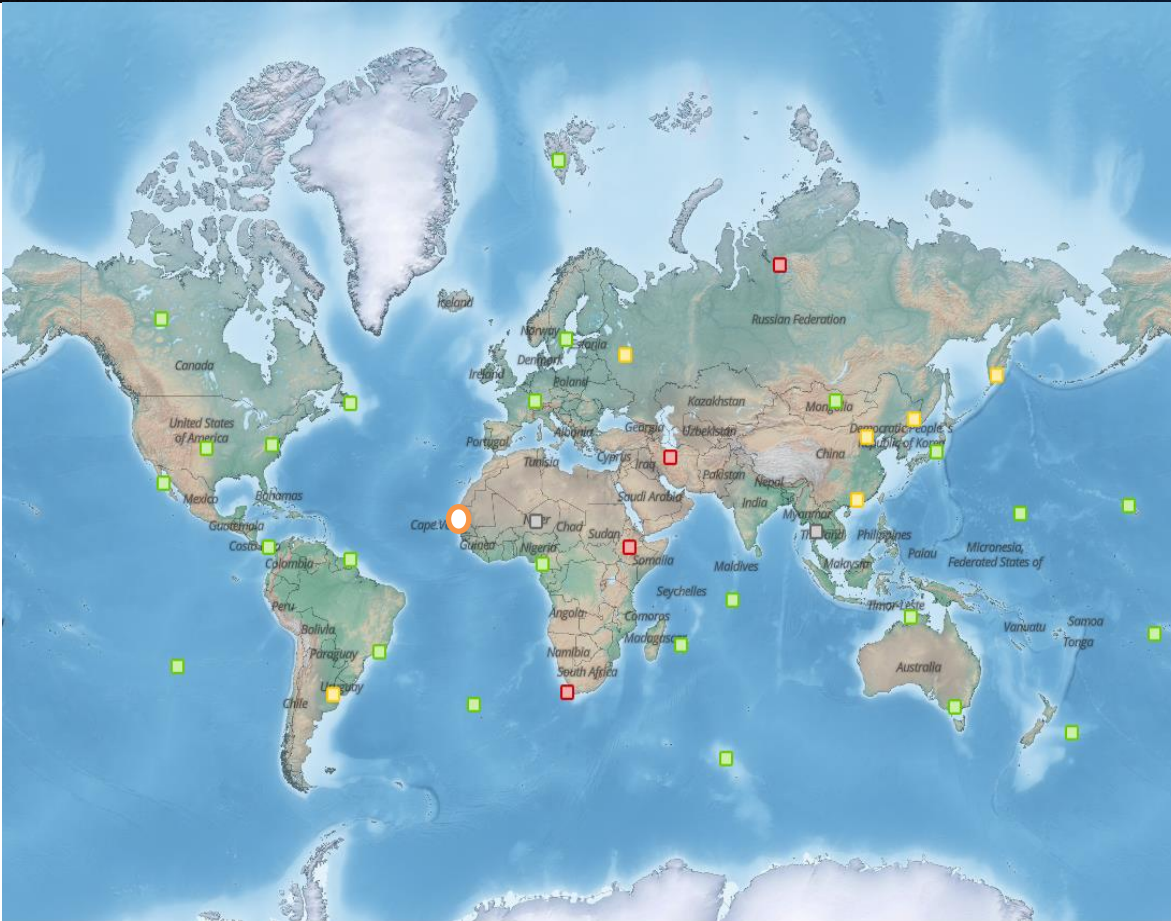 Iceland
Russian Federation
Norway
Estonia
Denmark
Ireland
Canada
Poland
Kazakhstan
Mongolia
United States
of America
Georgia
Uzbekistan
Democratic People's
Republic of Korea
Portugal
Albania
China
Tunisia
Cyprus
Iraq
Pakistan
Nepal
Mexico
Bahamas
Saudi Arabia
India
Myanmar
Guatemala
Chad
Sudan
Thailand
Philippines
Guinea
Nigeria
Colombia
Somalia
Maldives
Malaysia
Palau
Micronesia,
Federated States of
Seychelles
Peru
Angola
Comoros
Timor-Leste
Bolivia
Madagascar
Vanuatu
Samoa
Tonga
Paraguay
Namibia
South Africa
Australia
Uruguay
Chile